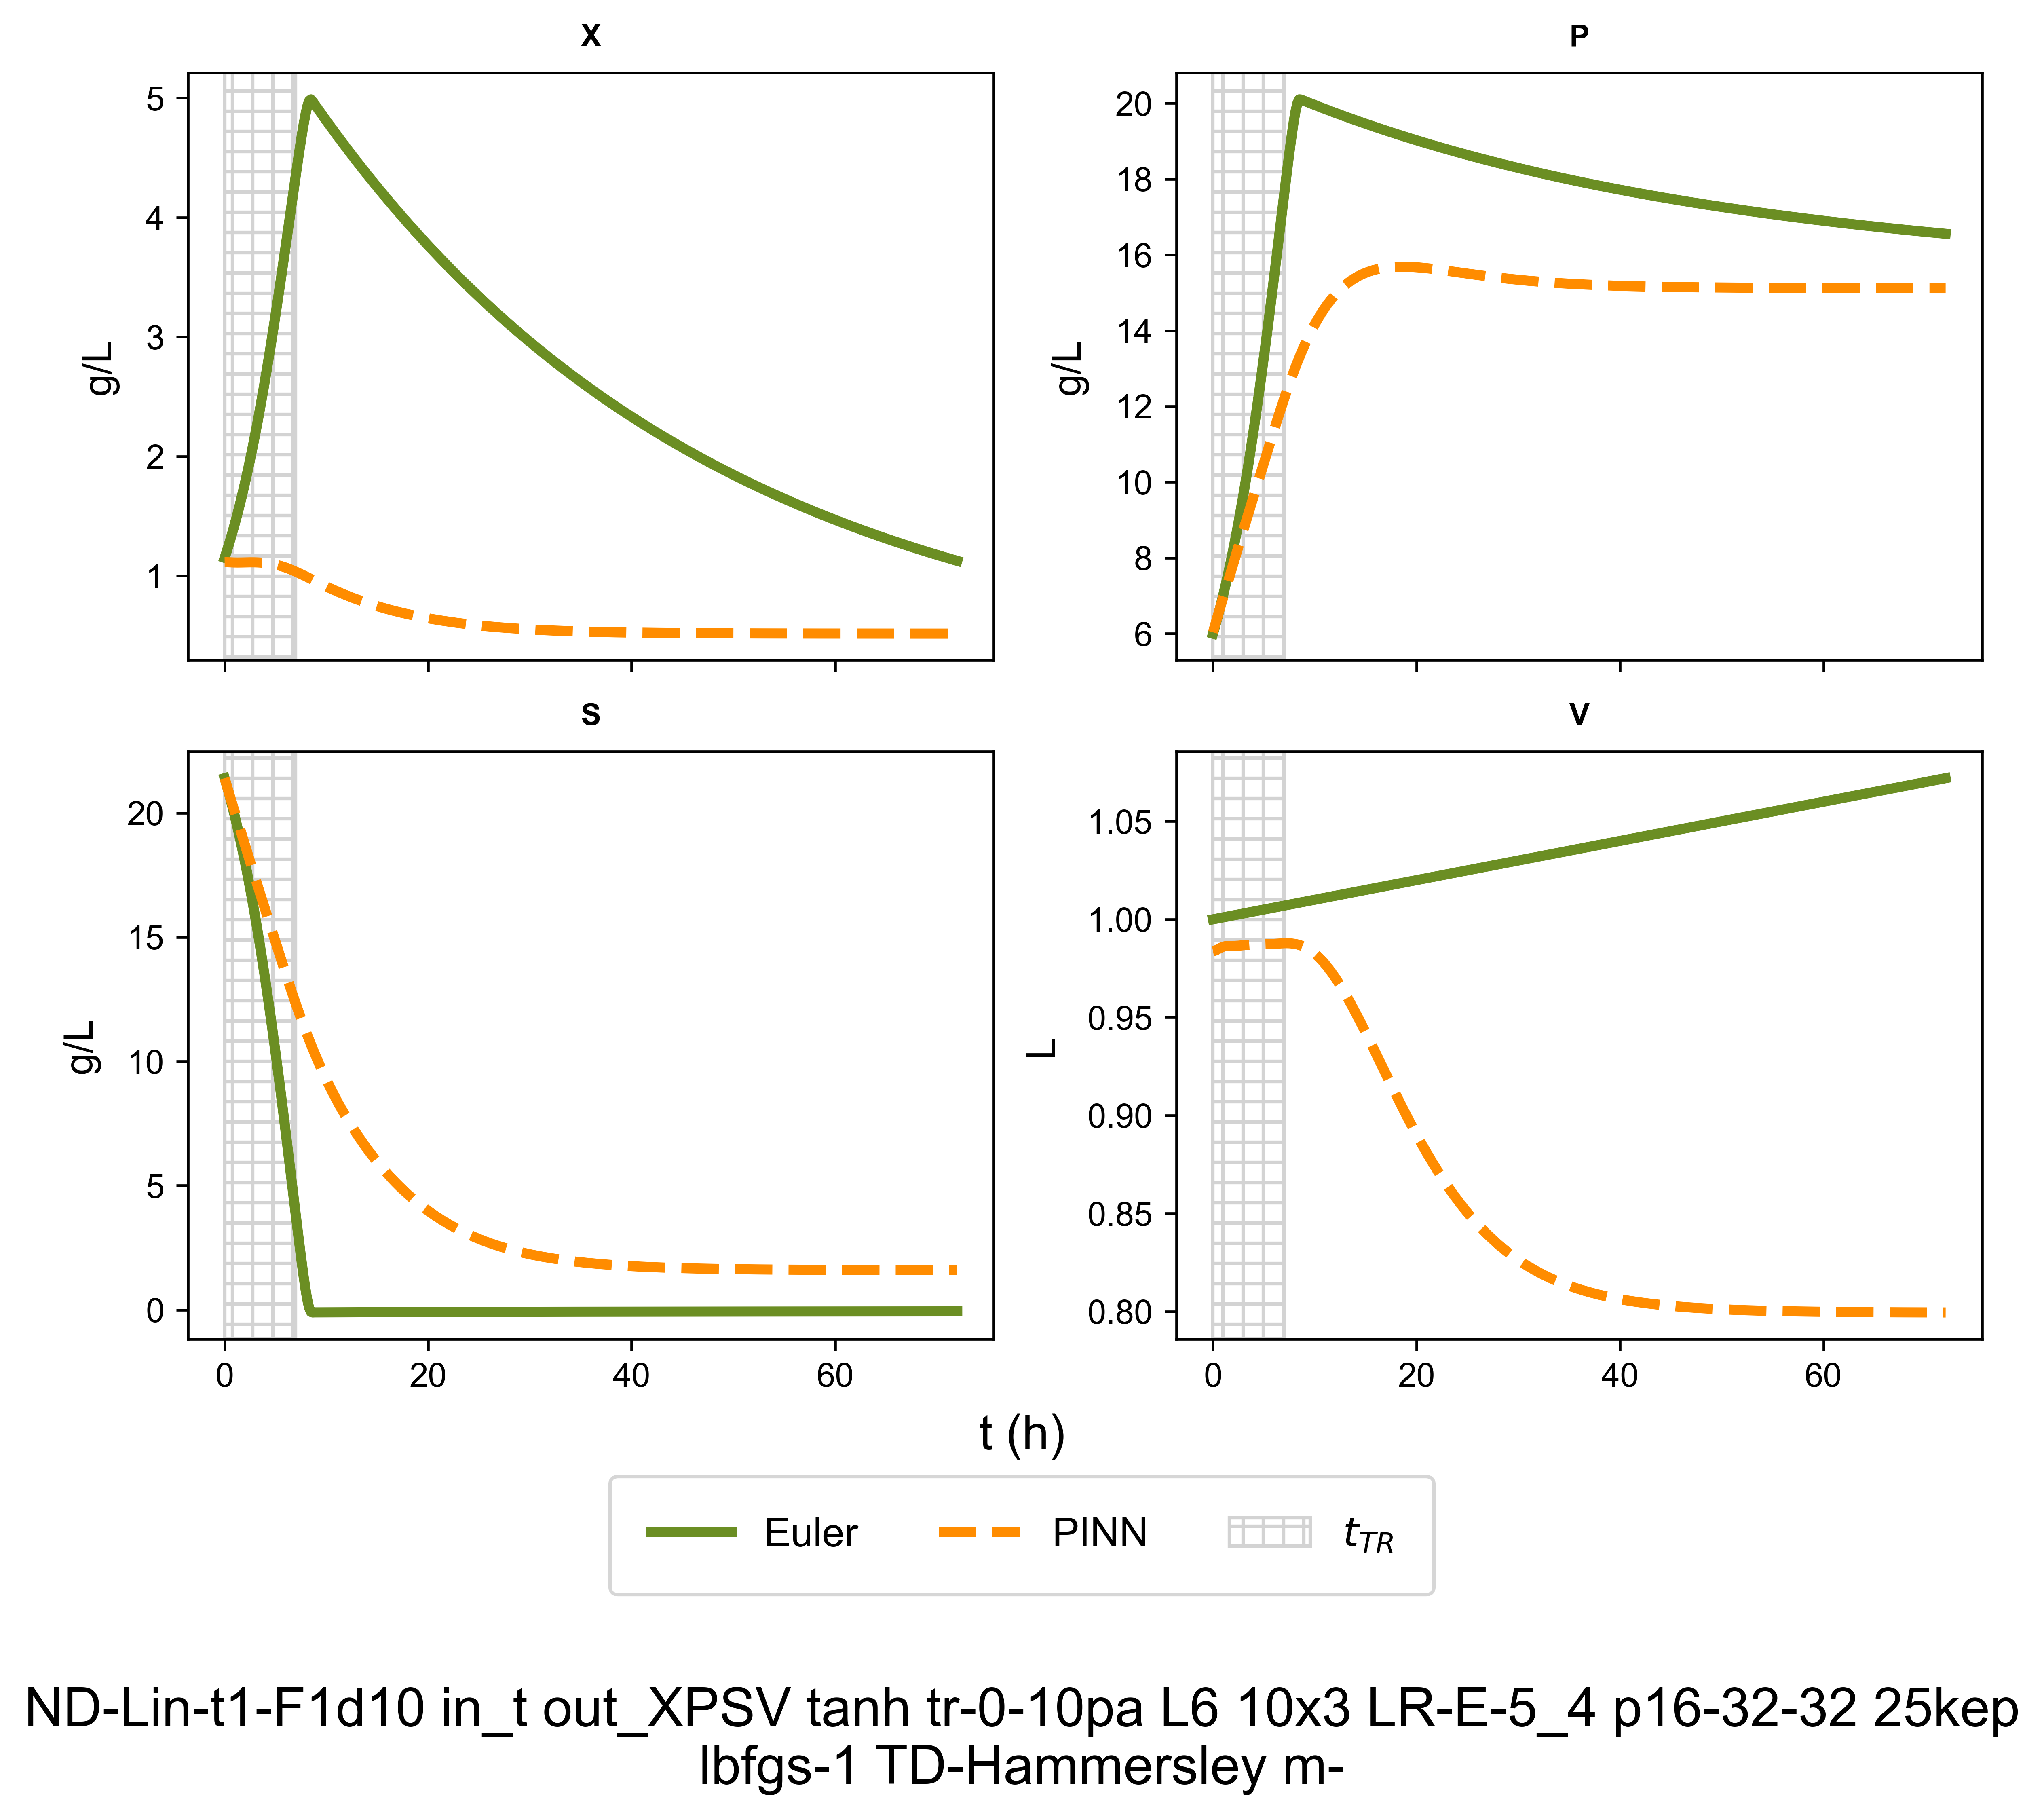 X
P
5
4
3
2
1
g/L
20
18
16
14
12
10
8
6
g/L
S
V
20
15
10
5
0
g/L
1.05
1.00
0.95
0.90
0.85
0.80
L
0 20 40 60
0 20 40 60
t (h)
Euler PINN tTR
ND-Lin-t1-F1d10 in_t out_XPSV tanh tr-0-10pa L6 10x3 LR-E-5_4 p16-32-32 25kep
lbfgs-1 TD-Hammersley m-